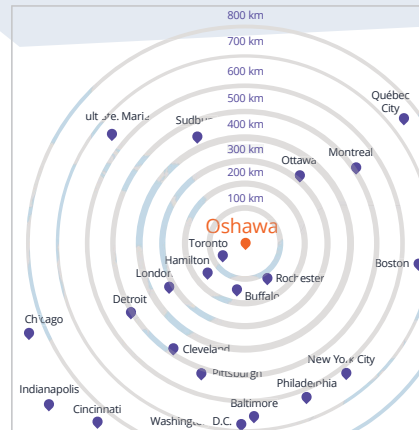 800 km
700 km
600 km
500 km
400 km
300 km
200 km
100 km
Québec
City
Montreal
Ottawa
Oshawa
Toronto
Hamilton
London
Rochester
Buffalo
Boston
Detroit
Chicago
Cleveland
Pittsburgh
New York City
Philadelphia
Indianapolis
Cincinnati
Baltimore
D.C.